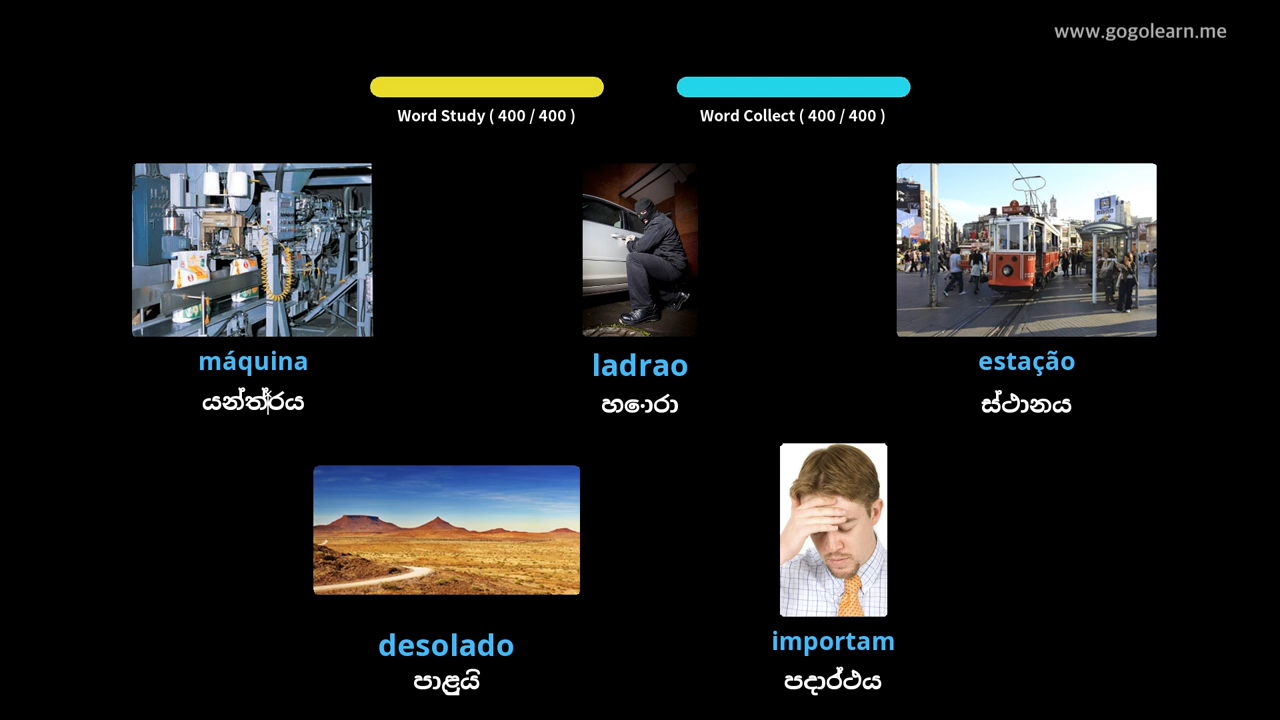 www.gogolearn.me
Word Study ( 400 / 400 )
Word Collect ( 400 / 400 )
máquina
යන්ත්‍රය
ladrao
හොරා
estação
ස්ථානය
desolado
පාළුයි
importam
පදාර්ථය